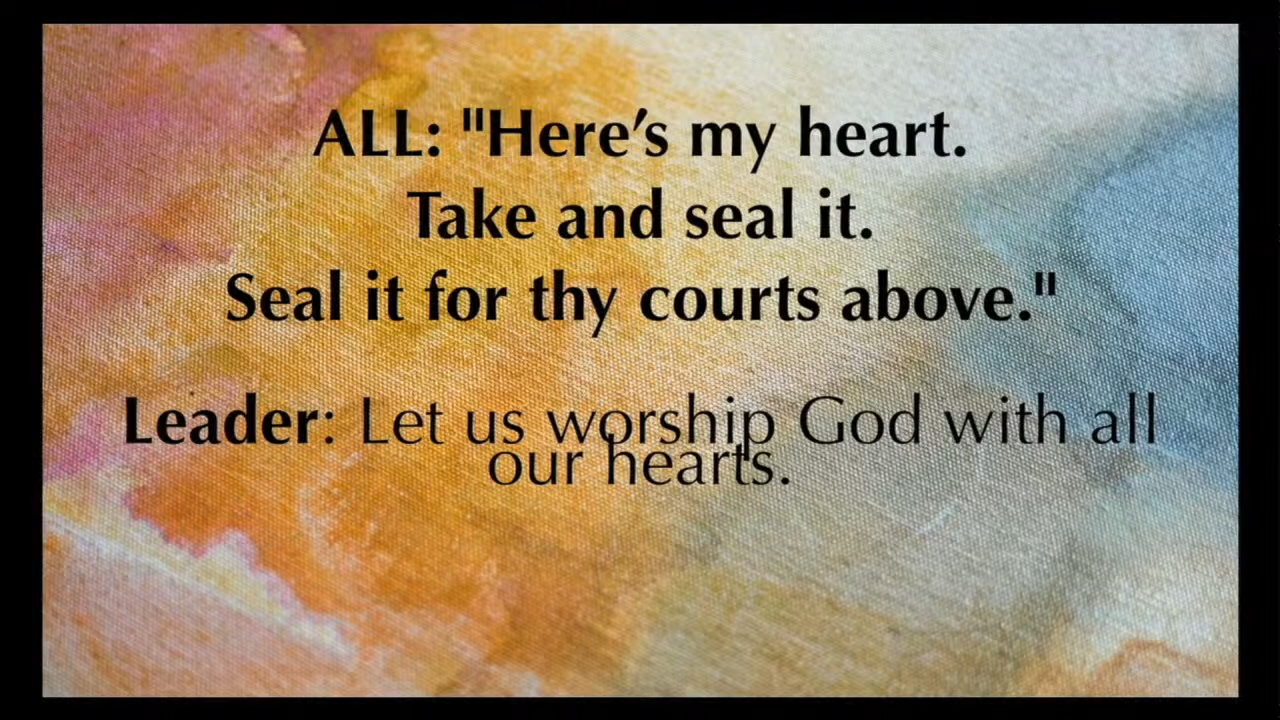 ALL: "Here’s my heart.
Take and seal it.
Seal it for thy courts above."
Leader: Let us worship God with all
our hearts.